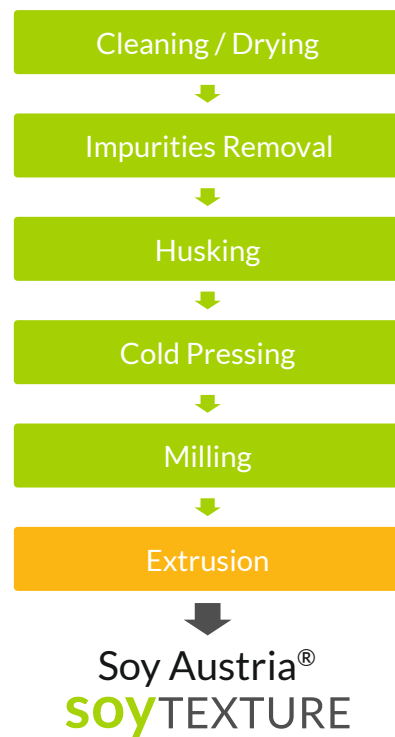 Cleaning / Drying
Impurities Removal
Husking
Cold Pressing
Milling
Extrusion
Soy Austria®
soyTEXTURE